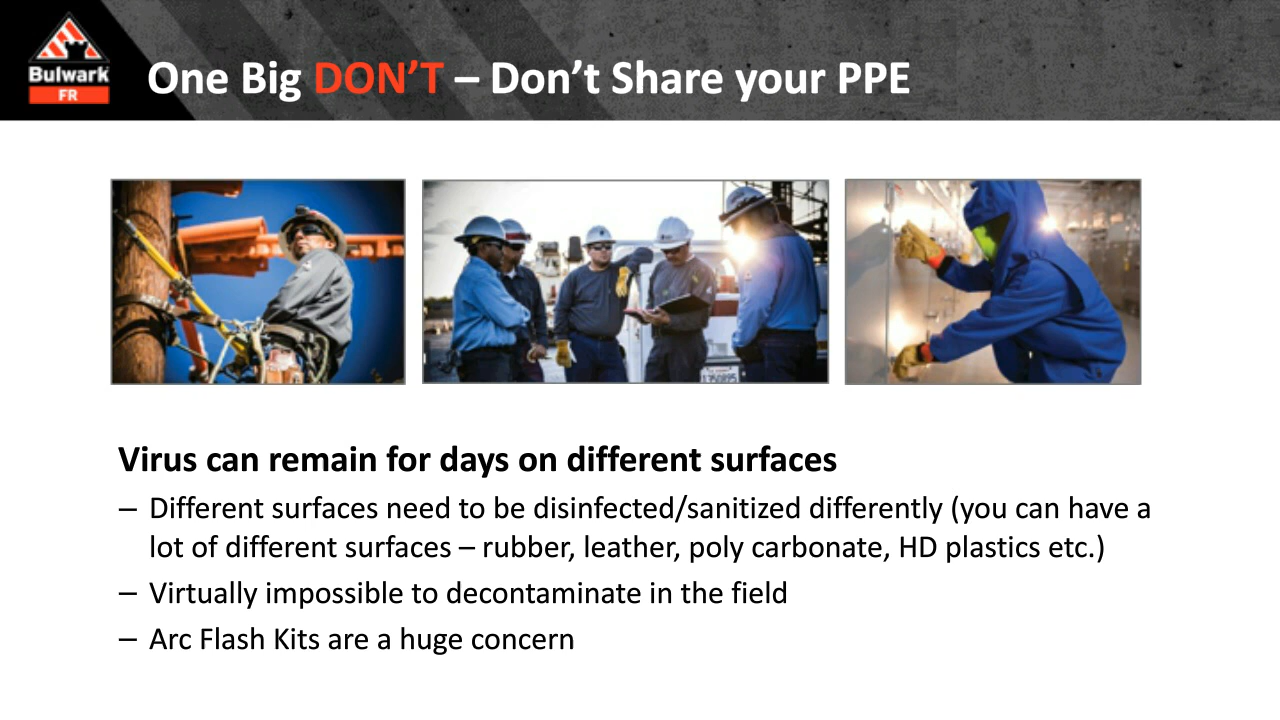 Bulwark
FR
One Big DON'T – Don't Share your PPE
Virus can remain for days on different surfaces
– Different surfaces need to be disinfected/sanitized differently (you can have a
lot of different surfaces – rubber, leather, poly carbonate, HD plastics etc.)
– Virtually impossible to decontaminate in the field
– Arc Flash Kits are a huge concern